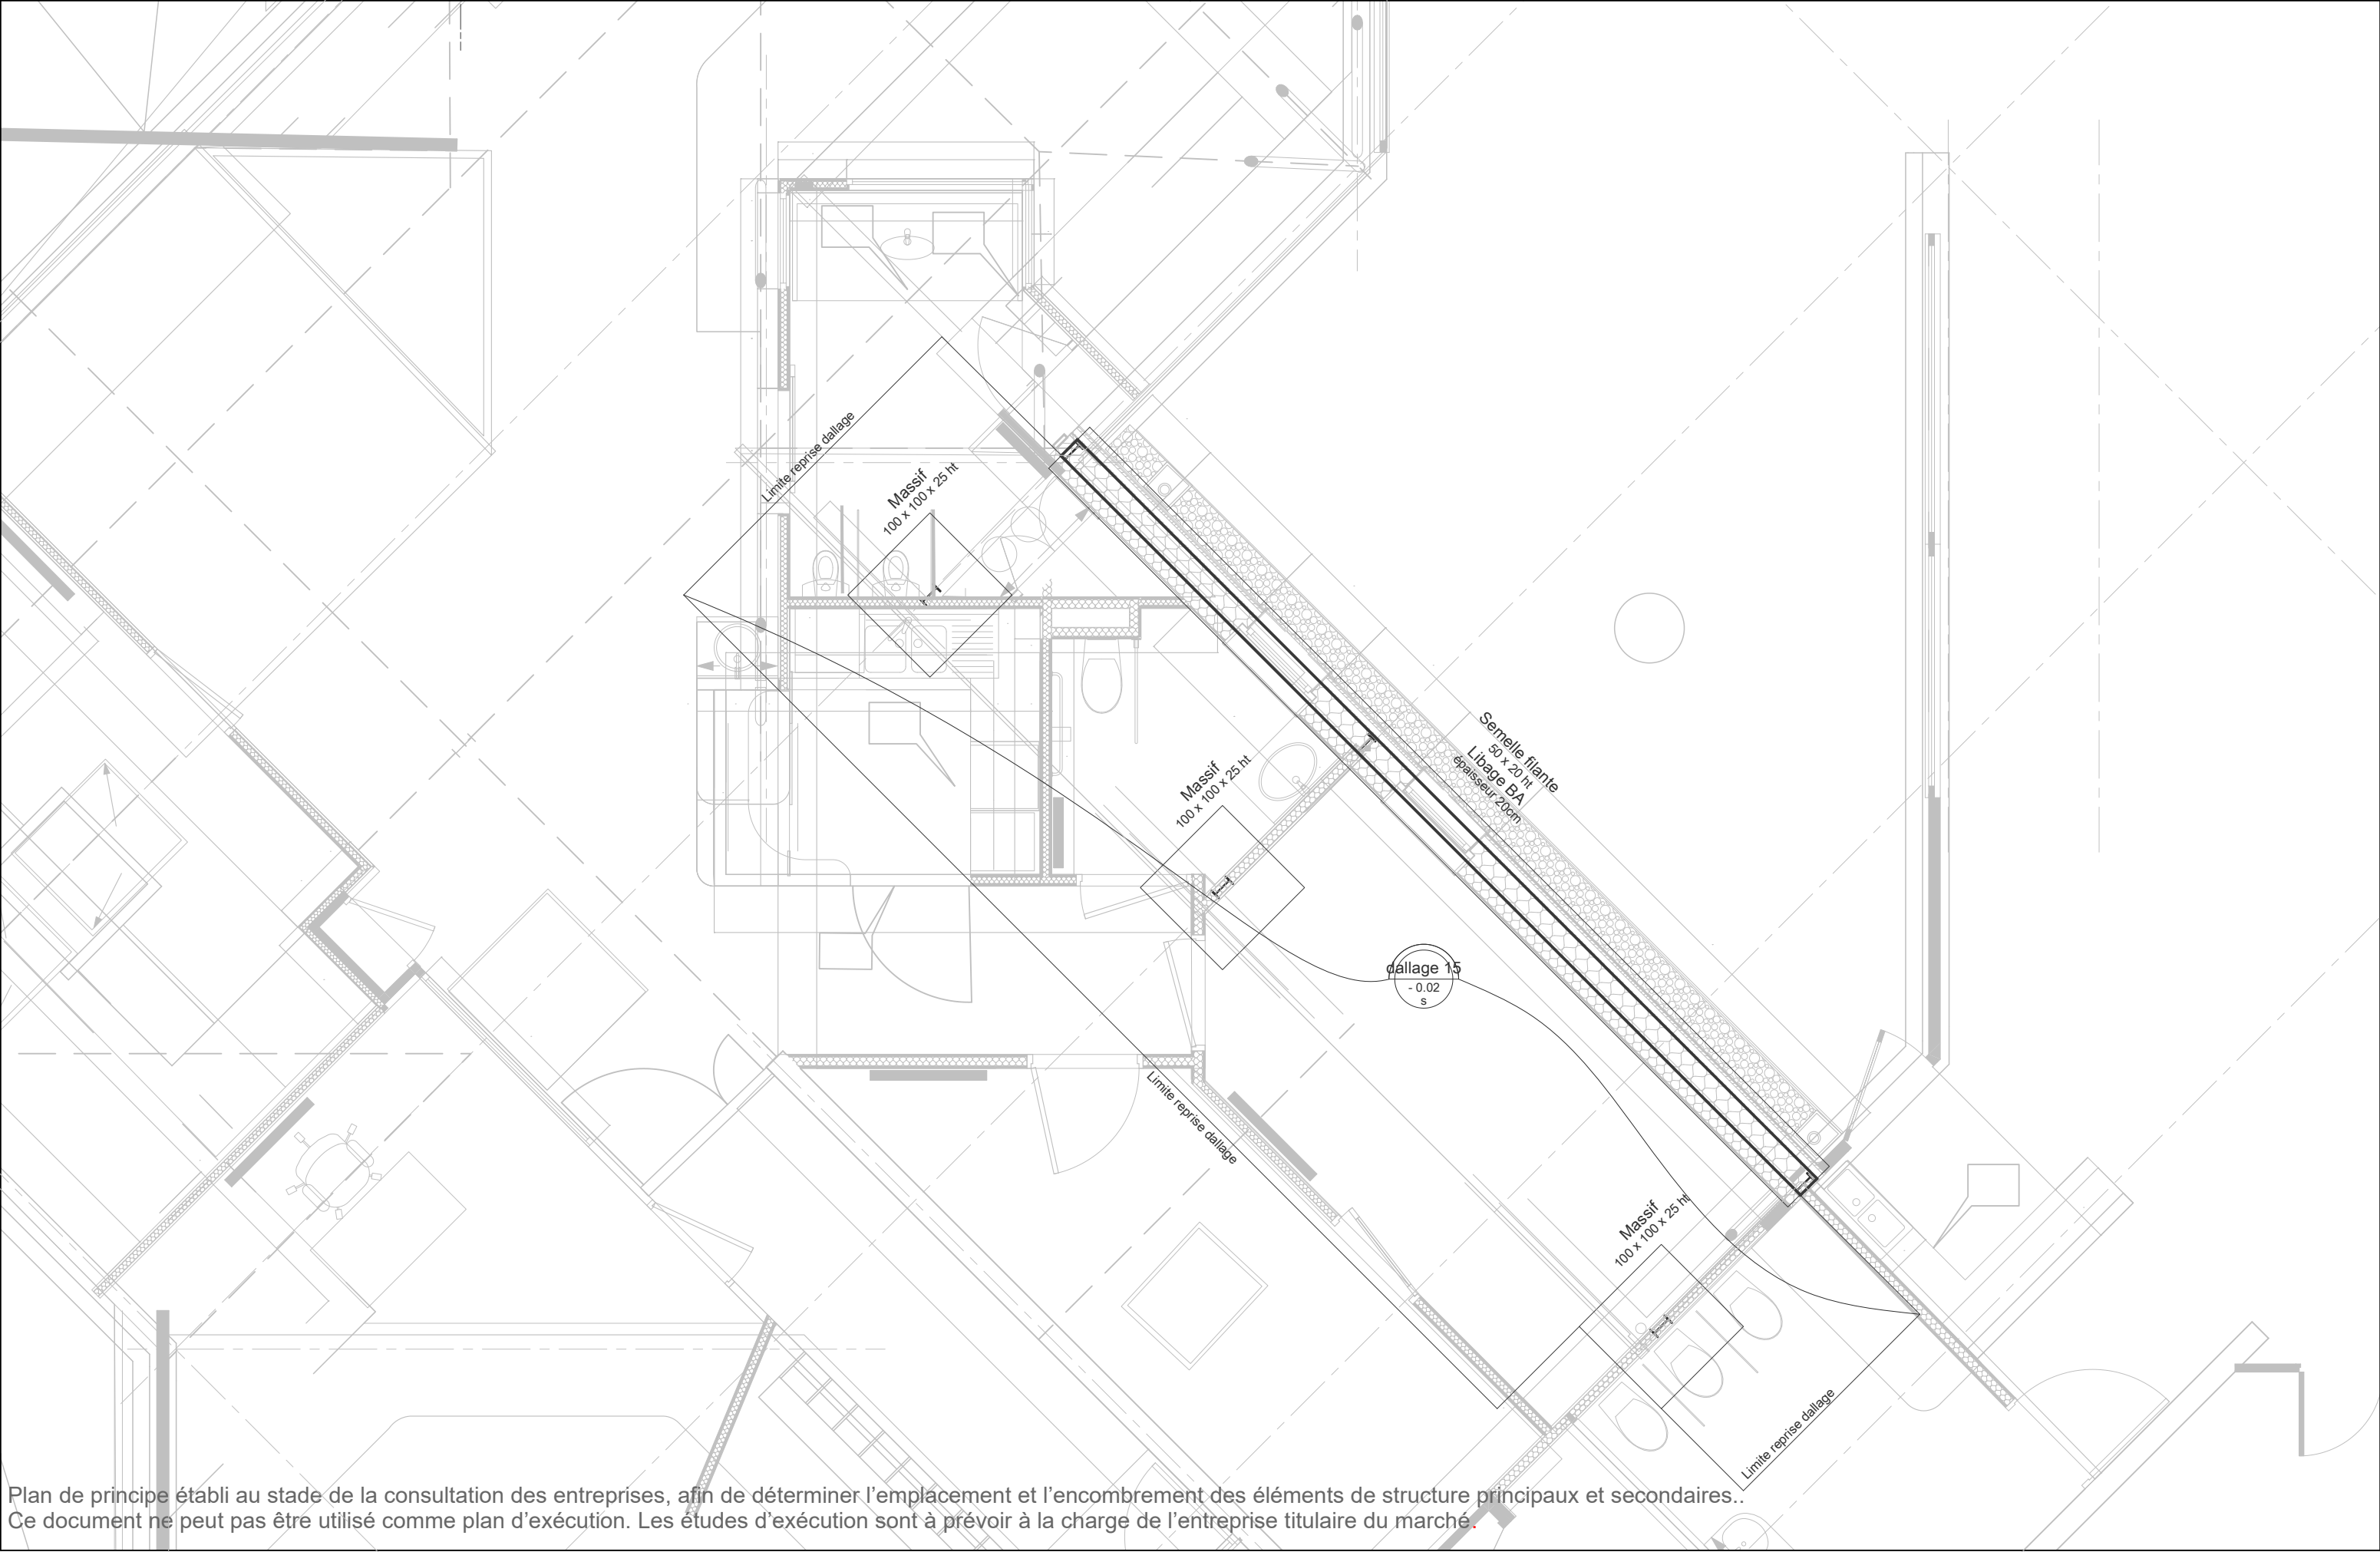 Limite reprise dallage
Massif
100 x 100 x 25 ht
Massif
100 x 100 x 25 ht
Semelle filante
50 x 20 ht
Libage BA
épaisseur 20cm
dallage 15
- 0.02
s
Limite reprise dallage
Massif
100 x 100 x 25 ht
Limite reprise dallage
Plan de principe établi au stade de la consultation des entreprises, afin de déterminer l’emplacement et l’encombrement des éléments de structure principaux et secondaires..
Ce document ne peut pas être utilisé comme plan d’exécution. Les études d’exécution sont à prévoir à la charge de l’entreprise titulaire du marché.